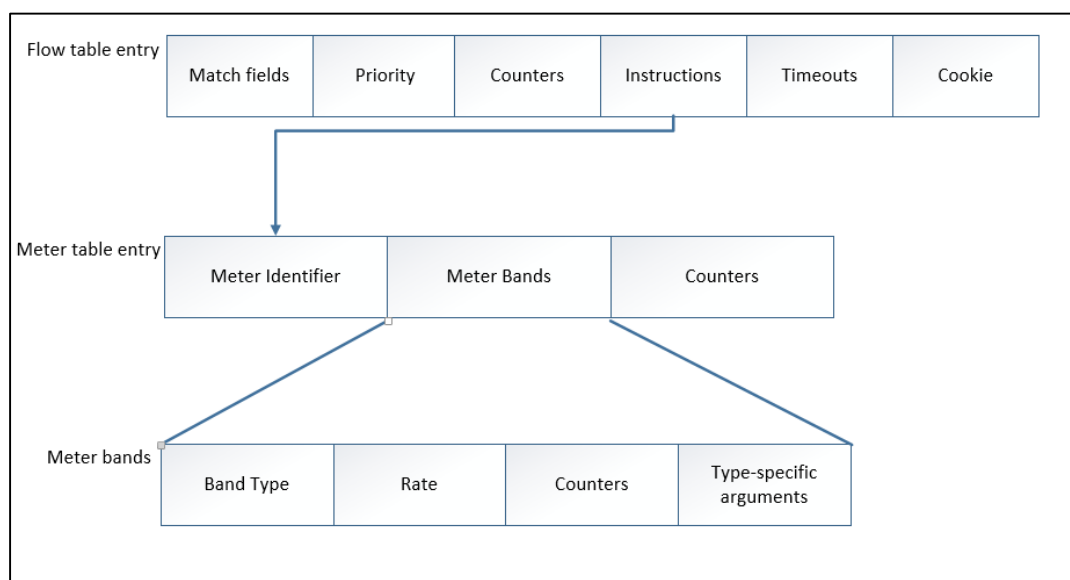 Flow table entry
Match fields
Priority
Counters
Instructions
Timeouts
Cookie
Meter table entry
Meter Identifier
Meter Bands
Counters
Meter bands
Band Type
Rate
Counters
Type-specific
arguments